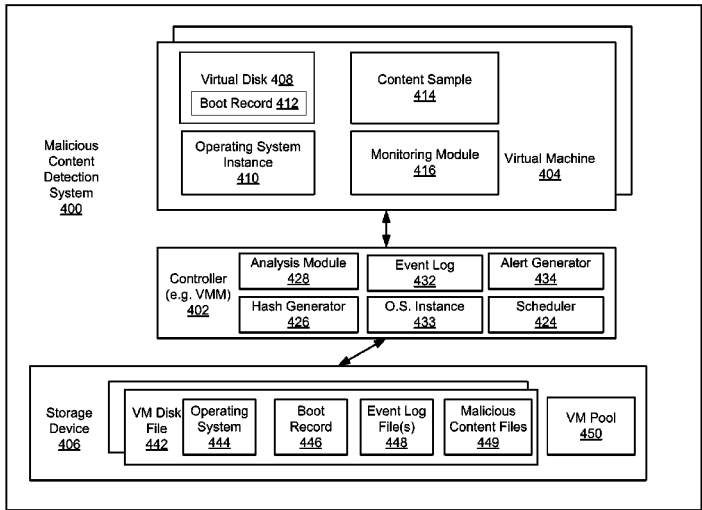 Malicious
Content
Detection
System
400
Virtual Disk 408
Boot Record 412
Content Sample
414
Operating System
Instance
410
Monitoring Module
416
Virtual Machine
404
Controller
(e.g. VMM)
402
Analysis Module
428
Event Log
432
Alert Generator
434
Hash Generator
426
O.S. Instance
433
Scheduler
424
Storage
Device
406
VM Disk
File
442
Operating
System
444
Boot
Record
446
Event Log
File(s)
448
Malicious
Content Files
449
VM Pool
450